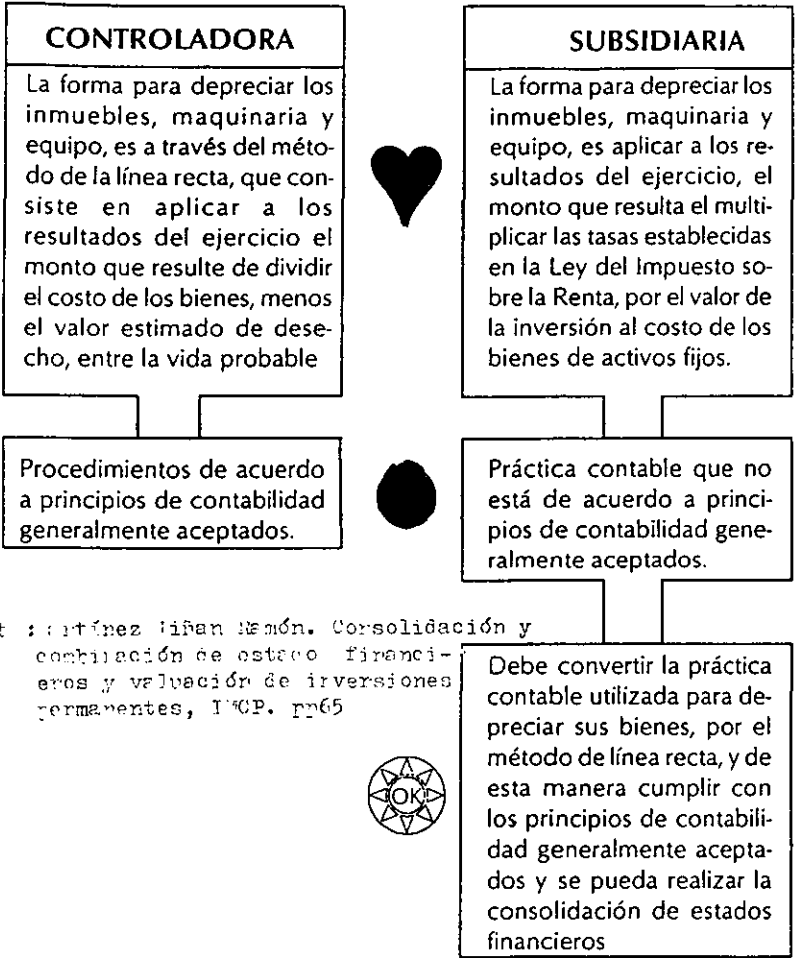 CONTROLADORA
La forma para depreciar los
inmuebles, maquinaria y
equipo, es a través del méto-
do de la línea recta, que con-
siste en aplicar a los
resultados del ejercicio el
monto que resulte de dividir
el costo de los bienes, menos
el valor estimado de dese-
cho, entre la vida probable
Procedimientos de acuerdo
a principios de contabilidad
generalmente aceptados.
SUBSIDIARIA
La forma para depreciar los
inmuebles, maquinaria y
equipo, es aplicar a los re-
sultados del ejercicio, el
monto que resulta el multi-
plicar las tasas establecidas
en la Ley del Impuesto so-
bre la Renta, por el valor de
la inversión al costo de los
bienes de activos fijos.
Práctica contable que no
está de acuerdo a princi-
pios de contabilidad gene-
ralmente aceptados.
Debe convertir la práctica
contable utilizada para de-
preciar sus bienes, por el
método de línea recta, y de
esta manera cumplir con
los principios de contabili-
dad generalmente acepta-
dos y se pueda realizar la
consolidación de estados
financieros
OK
Ramón. Consolidación y
combinación de financi-
eros y valuación de inversiones
permanentes, pp65